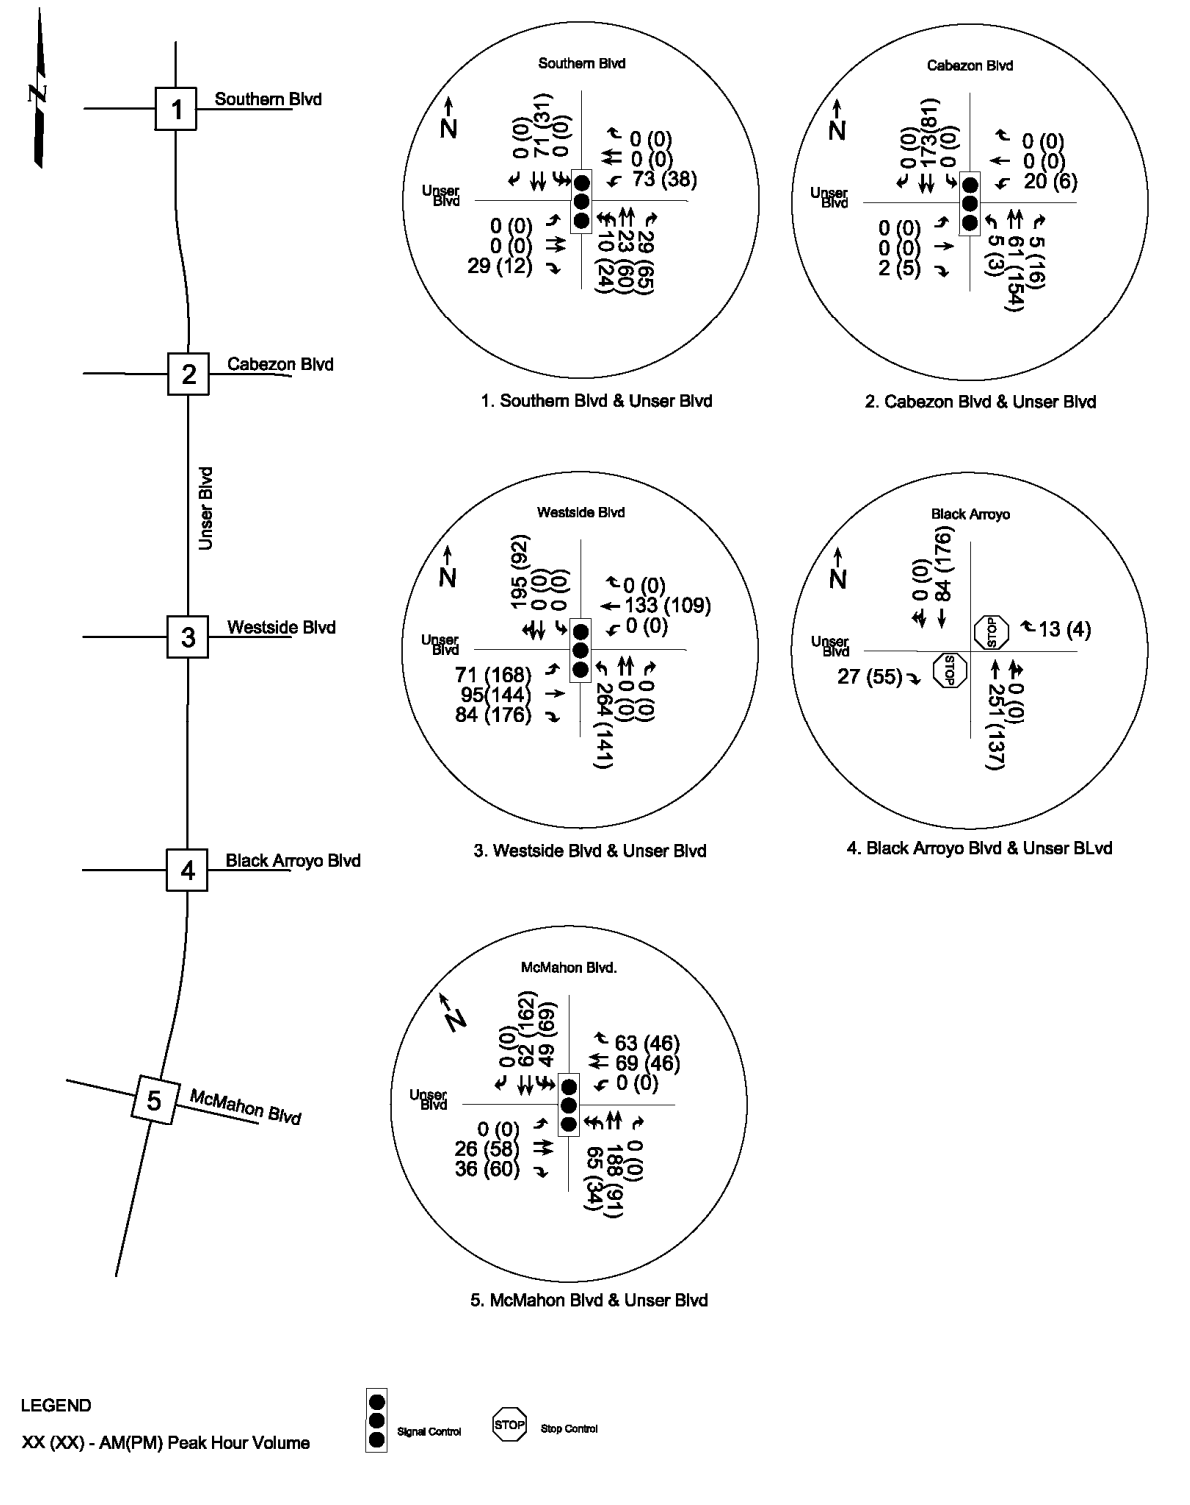 N
1
Southern Blvd
2
Cabezon Blvd
Unser Blvd
3
Westside Blvd
4
Black Arroyo Blvd
5
McMahon Blvd
Southern Blvd
N
0 (0)
71 (31)
0 (0)
0 (0)
0 (0)
73 (38)
Unser
Blvd
0 (0)
0 (0)
29 (12)
10 (24)
23 (60)
29 (65)
1. Southern Blvd & Unser Blvd
Cabezon Blvd
N
0 (0)
173(81)
0 (0)
0 (0)
0 (0)
20 (6)
Unser
Blvd
0 (0)
0 (0)
2 (5)
5 (3)
61 (154)
5 (16)
2. Cabezon Blvd & Unser Blvd
Westside Blvd
N
195 (92)
0 (0)
0 (0)
0 (0)
133 (109)
0 (0)
Unser
Blvd
71 (168)
95(144)
84 (176)
264 (141)
0 (0)
0 (0)
3. Westside Blvd & Unser Blvd
Black Arroyo
N
0 (0)
84 (176)
STOP
13 (4)
Unser
Blvd
27 (55)
STOP
251 (137)
0 (0)
4. Black Arroyo Blvd & Unser BLvd
McMahon Blvd.
N
0 (0)
62 (162)
49 (69)
63 (46)
69 (46)
0 (0)
Unser
Blvd
0 (0)
26 (58)
36 (60)
65 (34)
188 (91)
0 (0)
5. McMahon Blvd & Unser Blvd
LEGEND
XX (XX) - AM(PM) Peak Hour Volume
Signal Control
STOP
Stop Control